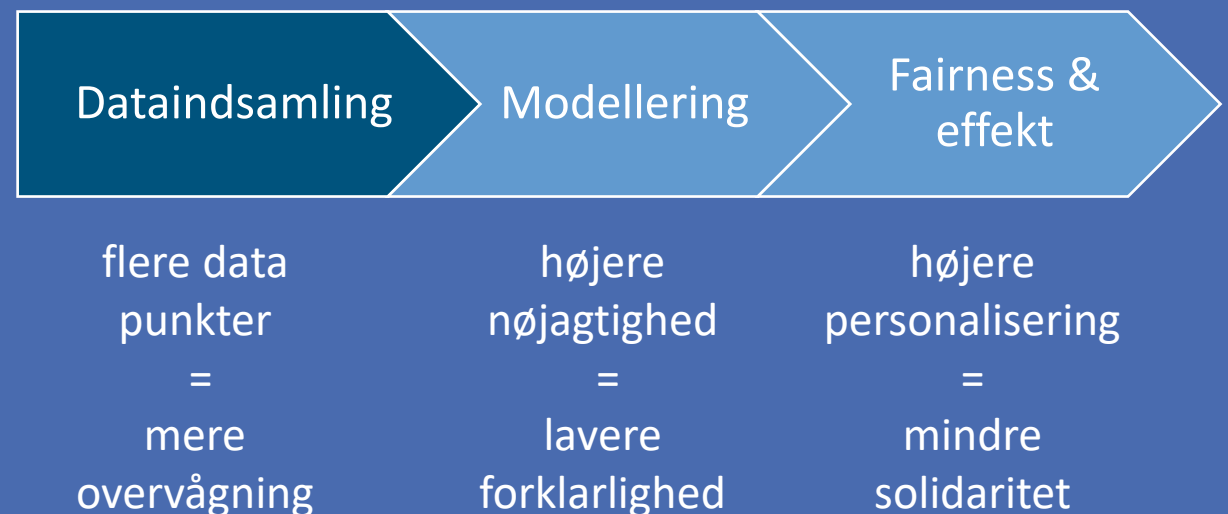 Dataindsamling
Modellering
Fairness &
effekt
flere data
punkter
=
mere
overvågning
højere
nøjagtighed
=
lavere
forklarlighed
højere
personalisering
=
mindre
solidaritet